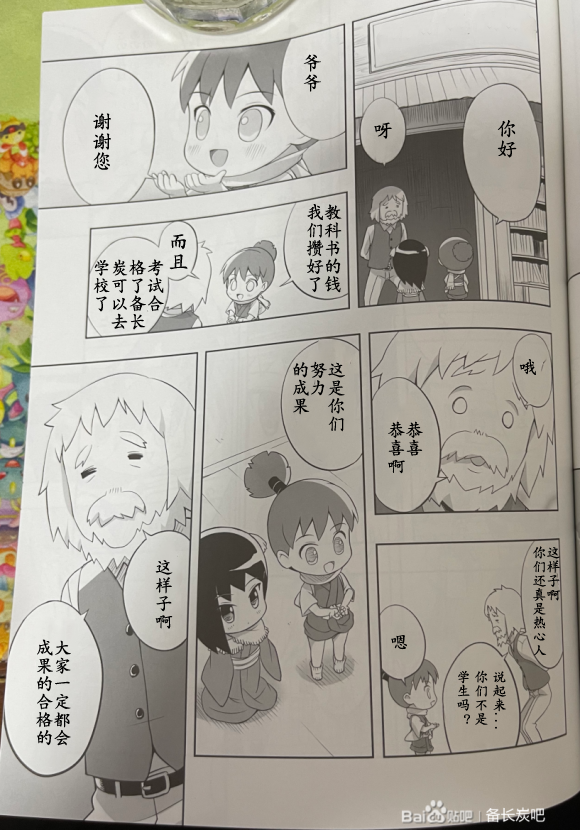 你好
呀
爷爷
谢谢您
教科书的钱
我们攒好了
而且
考试合
格了备长
炭可以去
学校了
哦
恭喜
恭喜啊
这样子啊
你们还真是热心人
说起来...
你们不是
学生吗？
嗯
这是你们
努力
的成果
这样子啊
大家一定都会
成果的合格的
Bai贴吧 | 备长炭吧